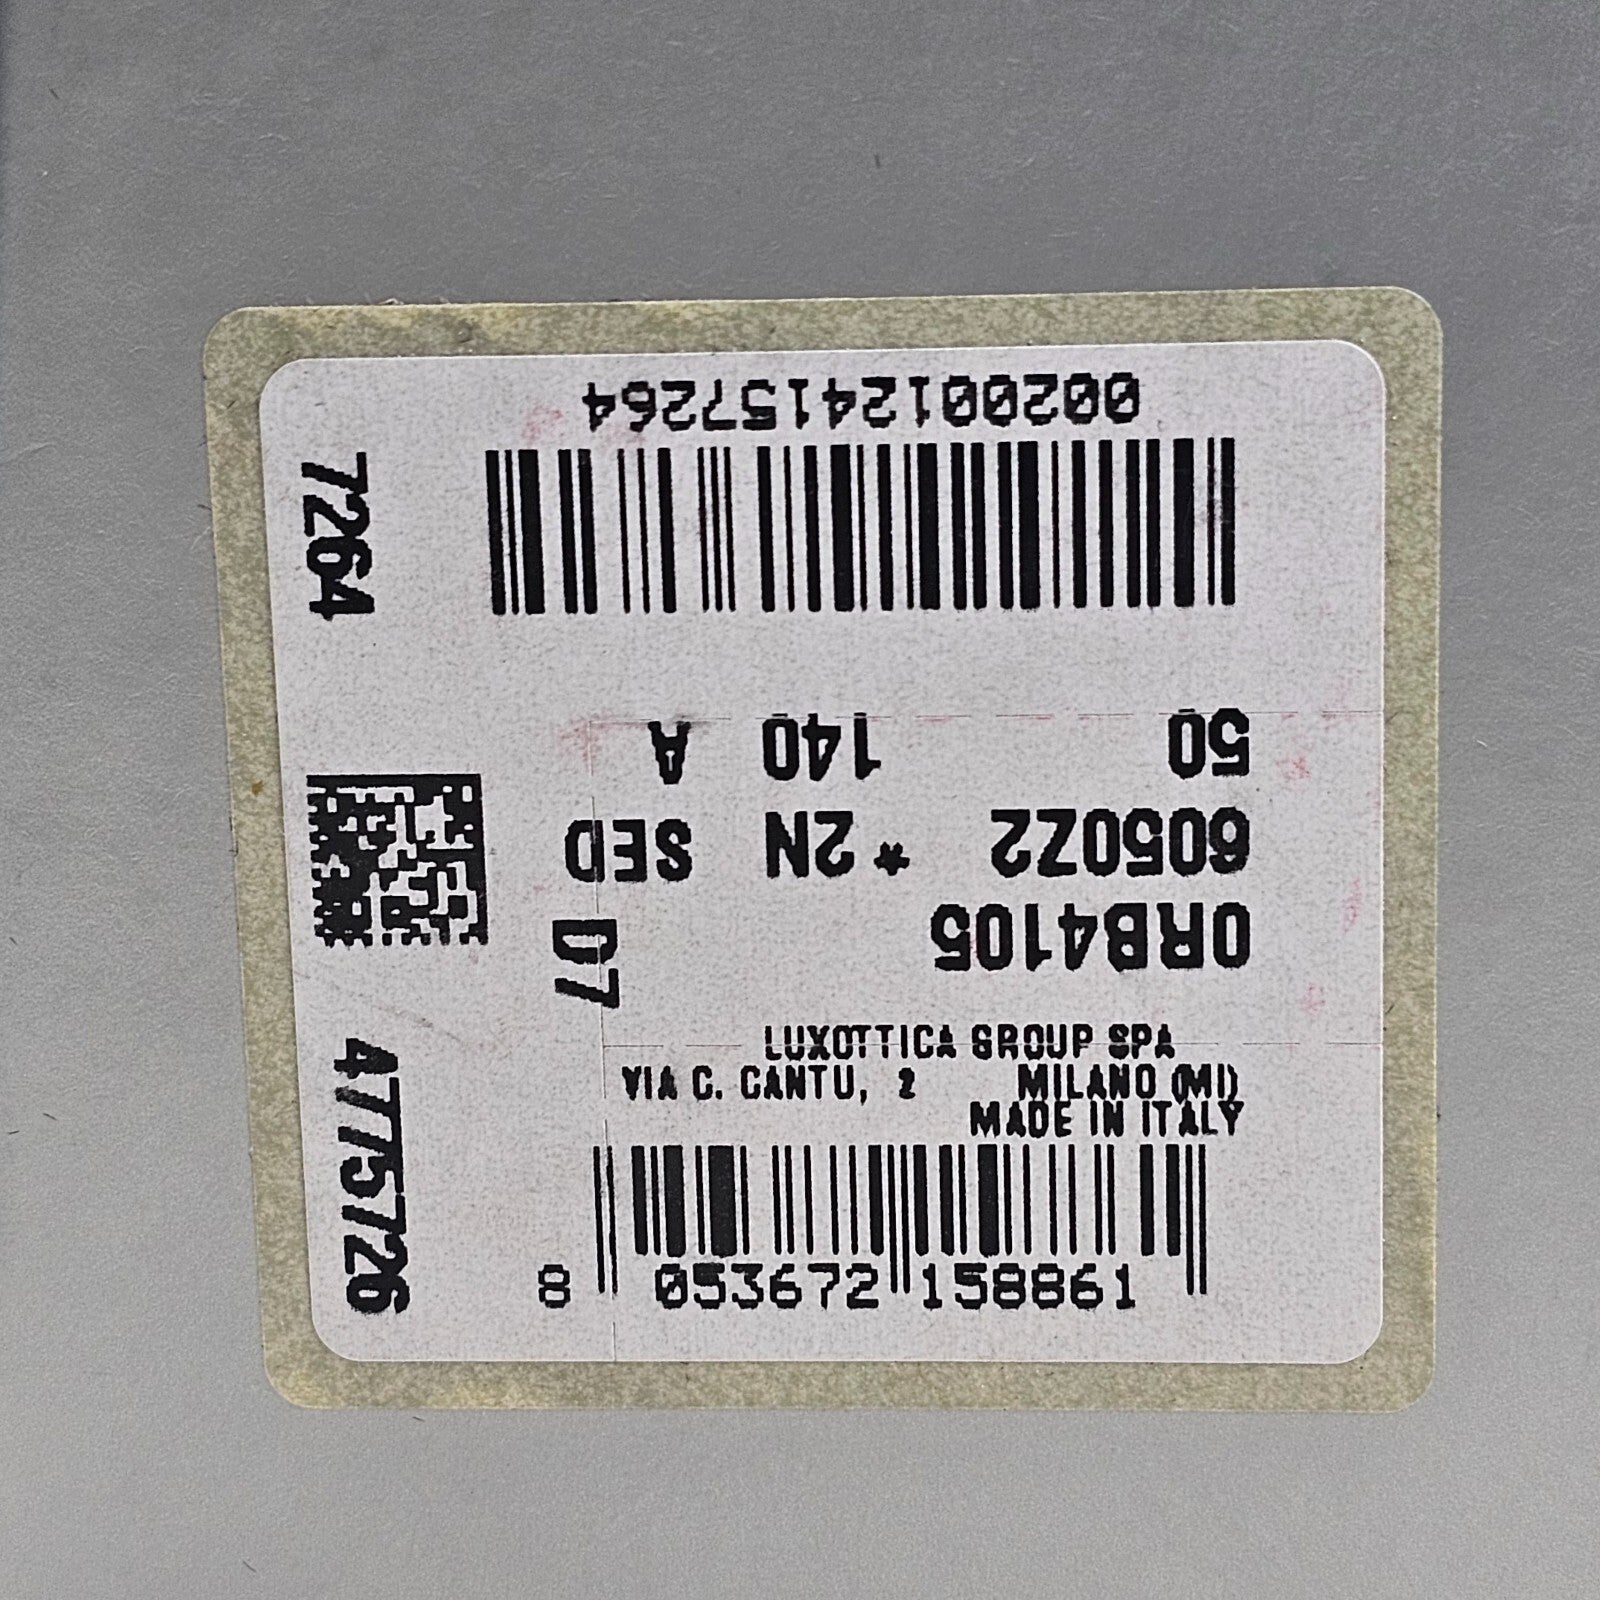 00200124157264
7264
50 140 A
6050Z2 * 2N SED
0RB4105
D7
LUXOTTICA GROUP SPA
VIA C. CANTU, 2 MILANO (MI)
MADE IN ITALY
4775726
8 053672 158861